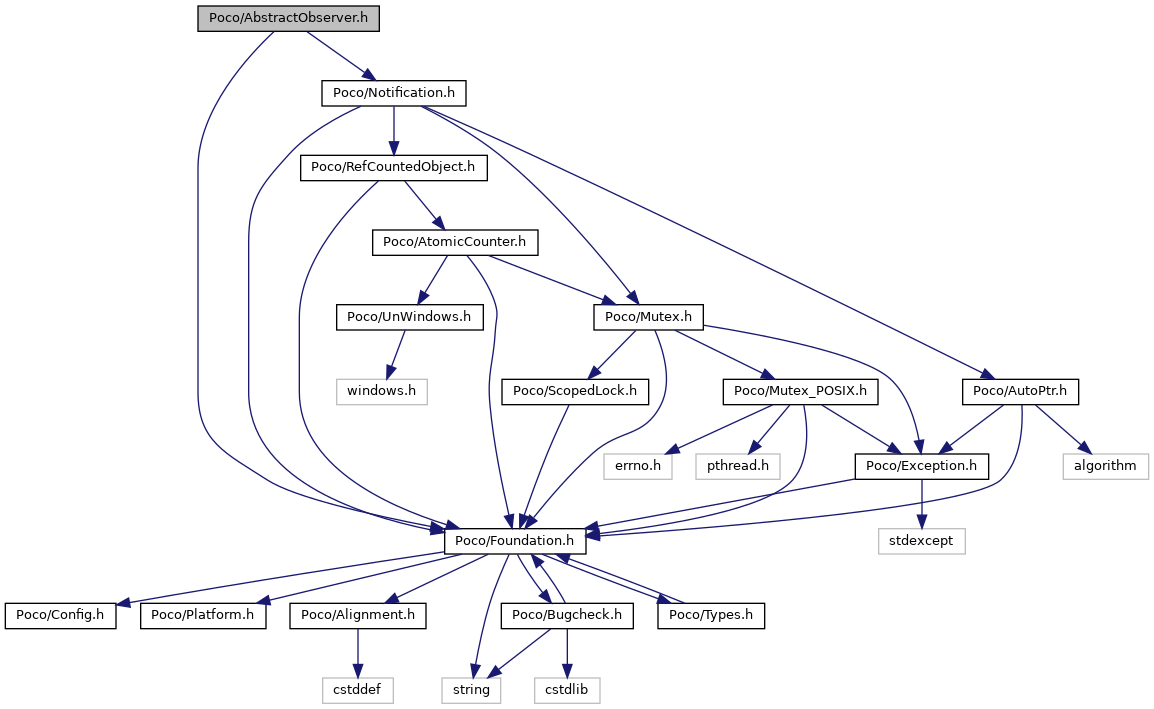 Poco/AbstractObserver.h
Poco/Notification.h
Poco/RefCountedObject.h
Poco/AtomicCounter.h
Poco/UnWindows.h
Poco/Mutex.h
windows.h
Poco/ScopedLock.h
Poco/Mutex_POSIX.h
Poco/AutoPtr.h
errno.h
pthread.h
Poco/Exception.h
algorithm
Poco/Foundation.h
stdexcept
Poco/Config.h
Poco/Platform.h
Poco/Alignment.h
Poco/Bugcheck.h
Poco/Types.h
cstddef
string
cstdlib